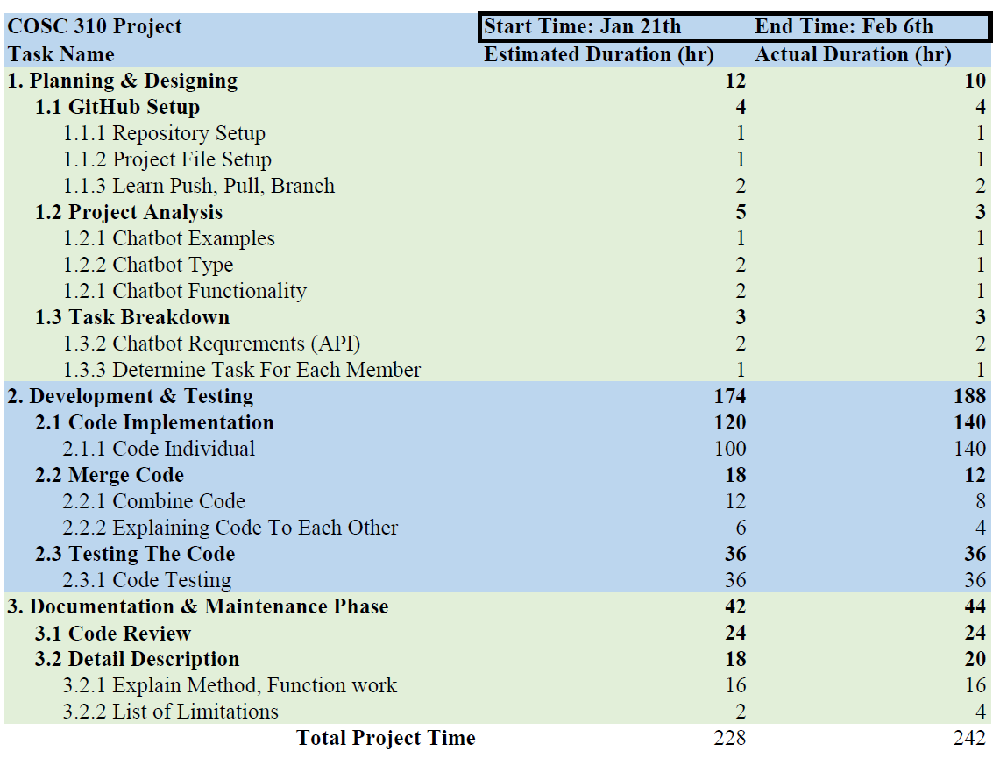 COSC 310 Project Start Time: Jan 21th End Time: Feb 6th
Task Name Estimated Duration (hr) Actual Duration (hr)
1. Planning & Designing 12 10
1.1 GitHub Setup 4 4
1.1.1 Repository Setup 1 1
1.1.2 Project File Setup 1 1
1.1.3 Learn Push, Pull, Branch 2 2
1.2 Project Analysis 5 3
1.2.1 Chatbot Examples 1 1
1.2.2 Chatbot Type 2 1
1.2.1 Chatbot Functionality 2 1
1.3 Task Breakdown 3 3
1.3.2 Chatbot Requrements (API) 2 2
1.3.3 Determine Task For Each Member 1 1
2. Development & Testing 174 188
2.1 Code Implementation 120 140
2.1.1 Code Individual 100 140
2.2 Merge Code 18 12
2.2.1 Combine Code 12 8
2.2.2 Explaining Code To Each Other 6 4
2.3 Testing The Code 36 36
2.3.1 Code Testing 36 36
3. Documentation & Maintenance Phase 42 44
3.1 Code Review 24 24
3.2 Detail Description 18 20
3.2.1 Explain Method, Function work 16 16
3.2.2 List of Limitations 2 4
Total Project Time 228 242